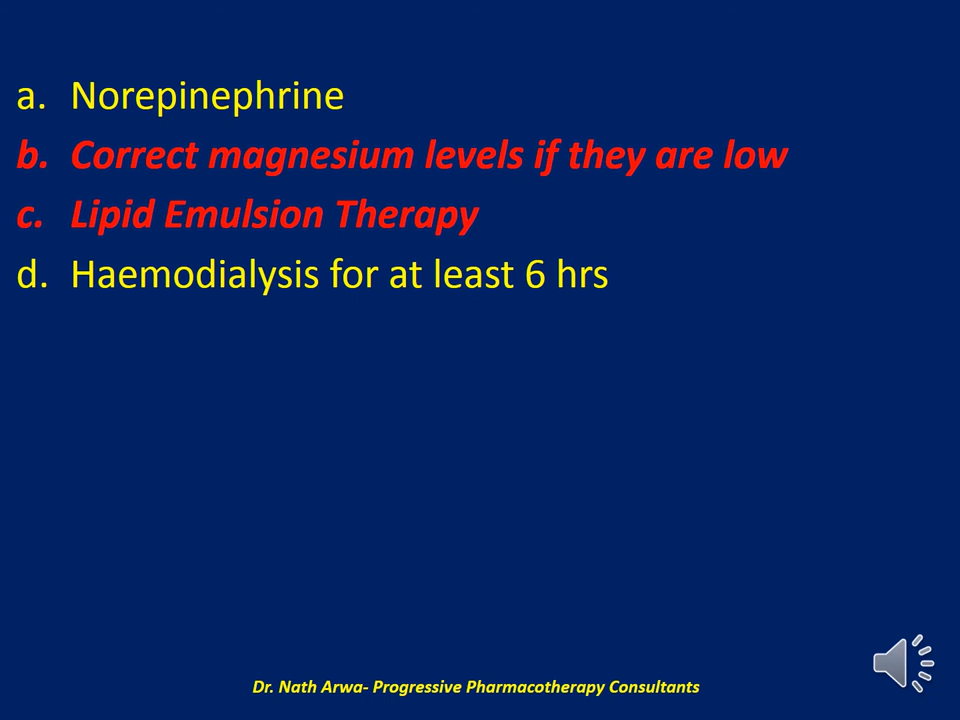 a. Norepinephrine
b. Correct magnesium levels if they are low
c. Lipid Emulsion Therapy
d. Haemodialysis for at least 6 hrs
Dr. Nath Arwa- Progressive Pharmacotherapy Consultants